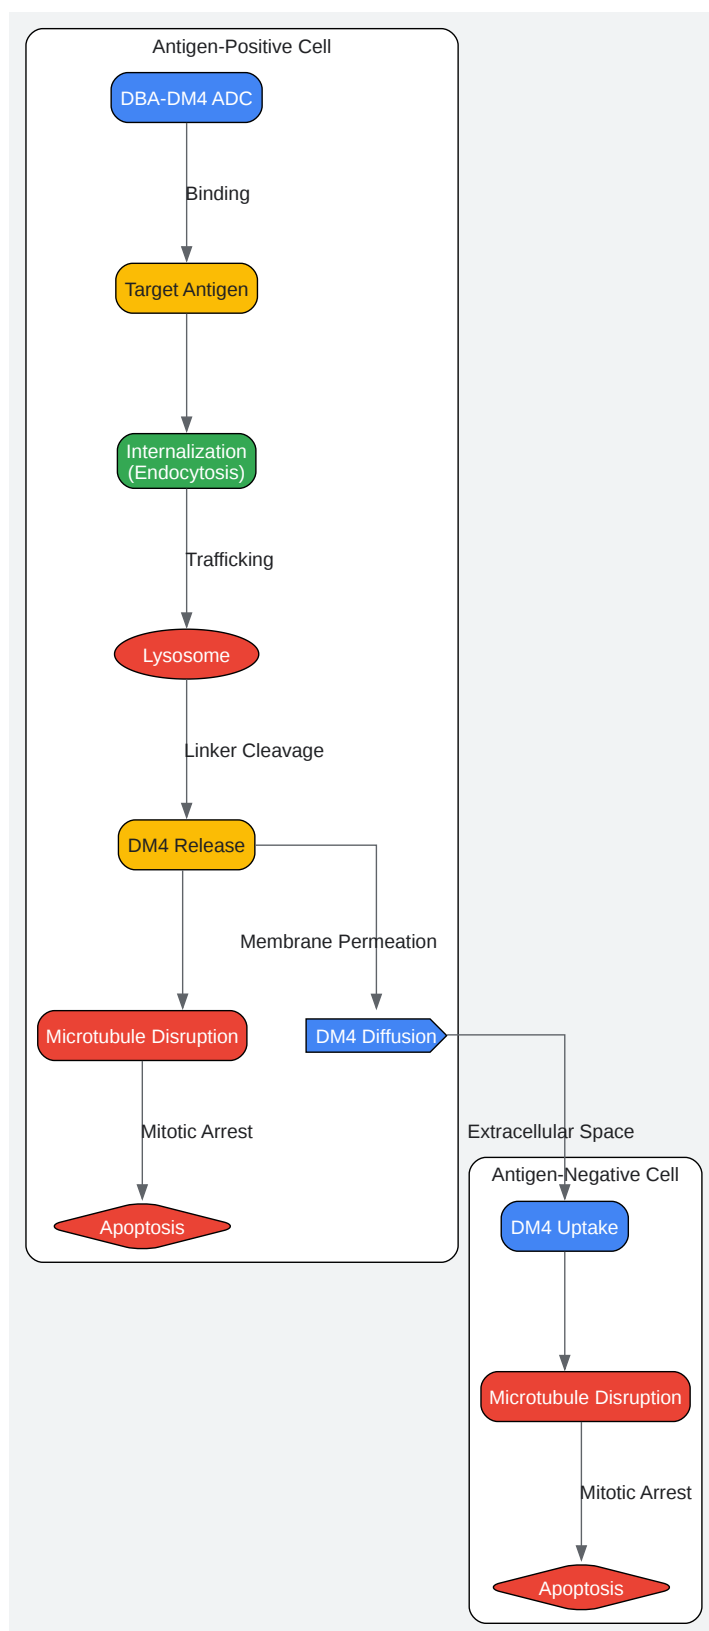 Antigen-Positive Cell
DBA-DM4 ADC
Binding
Target Antigen
Internalization
(Endocytosis)
Trafficking
Lysosome
Linker Cleavage
DM4 Release
Membrane Permeation
Microtubule Disruption
DM4 Diffusion
Mitotic Arrest
Extracellular Space
Apoptosis
Antigen-Negative Cell
DM4 Uptake
Microtubule Disruption
Mitotic Arrest
Apoptosis